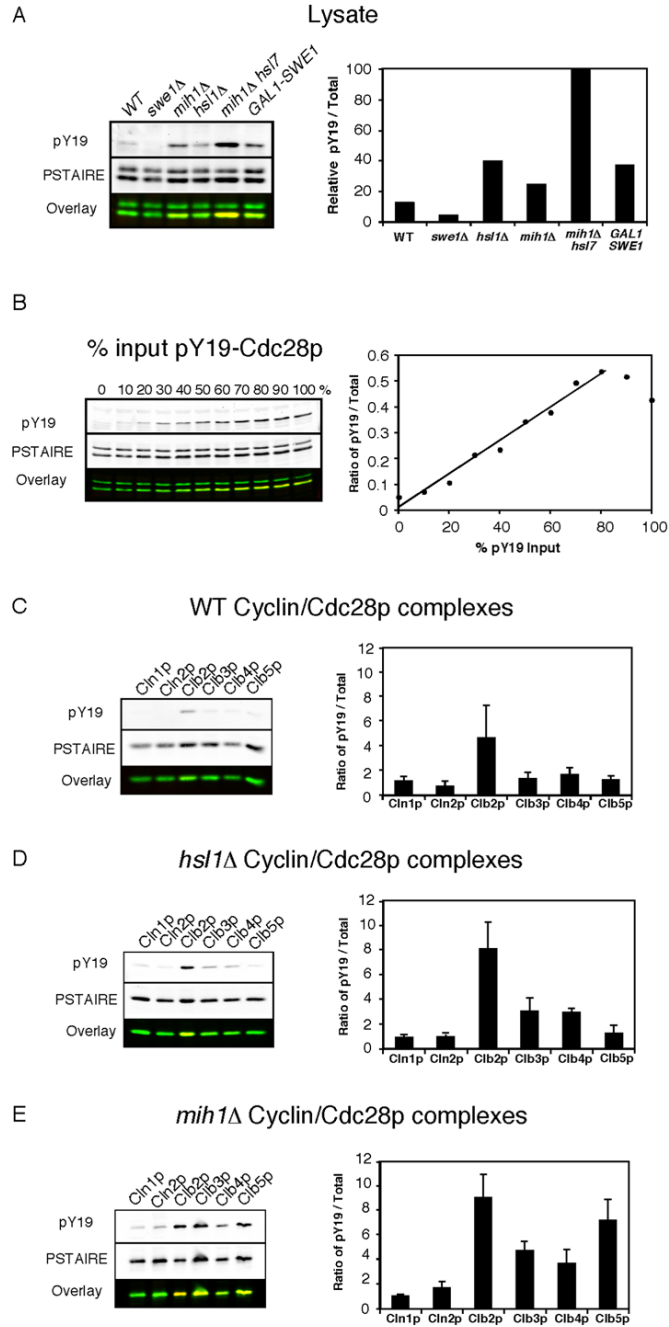 A
Lysate
WT
swe1Δ
mih1Δ
hsl1Δ
mih1Δ hsl7
GAL1-SWE1
pY19
PSTAIRE
Overlay
Relative pY19 / Total
100
80
60
40
20
0
WT
swe1Δ
hsl1Δ
mih1Δ
mih1Δ hsl7
GAL1 SWE1
B
% input pY19-Cdc28p
0 10 20 30 40 50 60 70 80 90 100 %
pY19
PSTAIRE
Overlay
Ratio of pY19 / Total
0.6
0.5
0.4
0.3
0.2
0.1
0
0 20 40 60 80 100
% pY19 Input
C
WT Cyclin/Cdc28p complexes
Cln1p
Cln2p
Clb2p
Clb3p
Clb4p
Clb5p
pY19
PSTAIRE
Overlay
Ratio of pY19 / Total
12
10
8
6
4
2
0
Cln1p Cln2p Clb2p Clb3p Clb4p Clb5p
D
hsl1Δ Cyclin/Cdc28p complexes
Cln1p
Cln2p
Clb2p
Clb3p
Clb4p
Clb5p
pY19
PSTAIRE
Overlay
Ratio of pY19 / Total
12
10
8
6
4
2
0
Cln1p Cln2p Clb2p Clb3p Clb4p Clb5p
E
mih1Δ Cyclin/Cdc28p complexes
Cln1p
Cln2p
Clb2p
Clb3p
Clb4p
Clb5p
pY19
PSTAIRE
Overlay
Ratio of pY19 / Total
12
10
8
6
4
2
0
Cln1p Cln2p Clb2p Clb3p Clb4p Clb5p